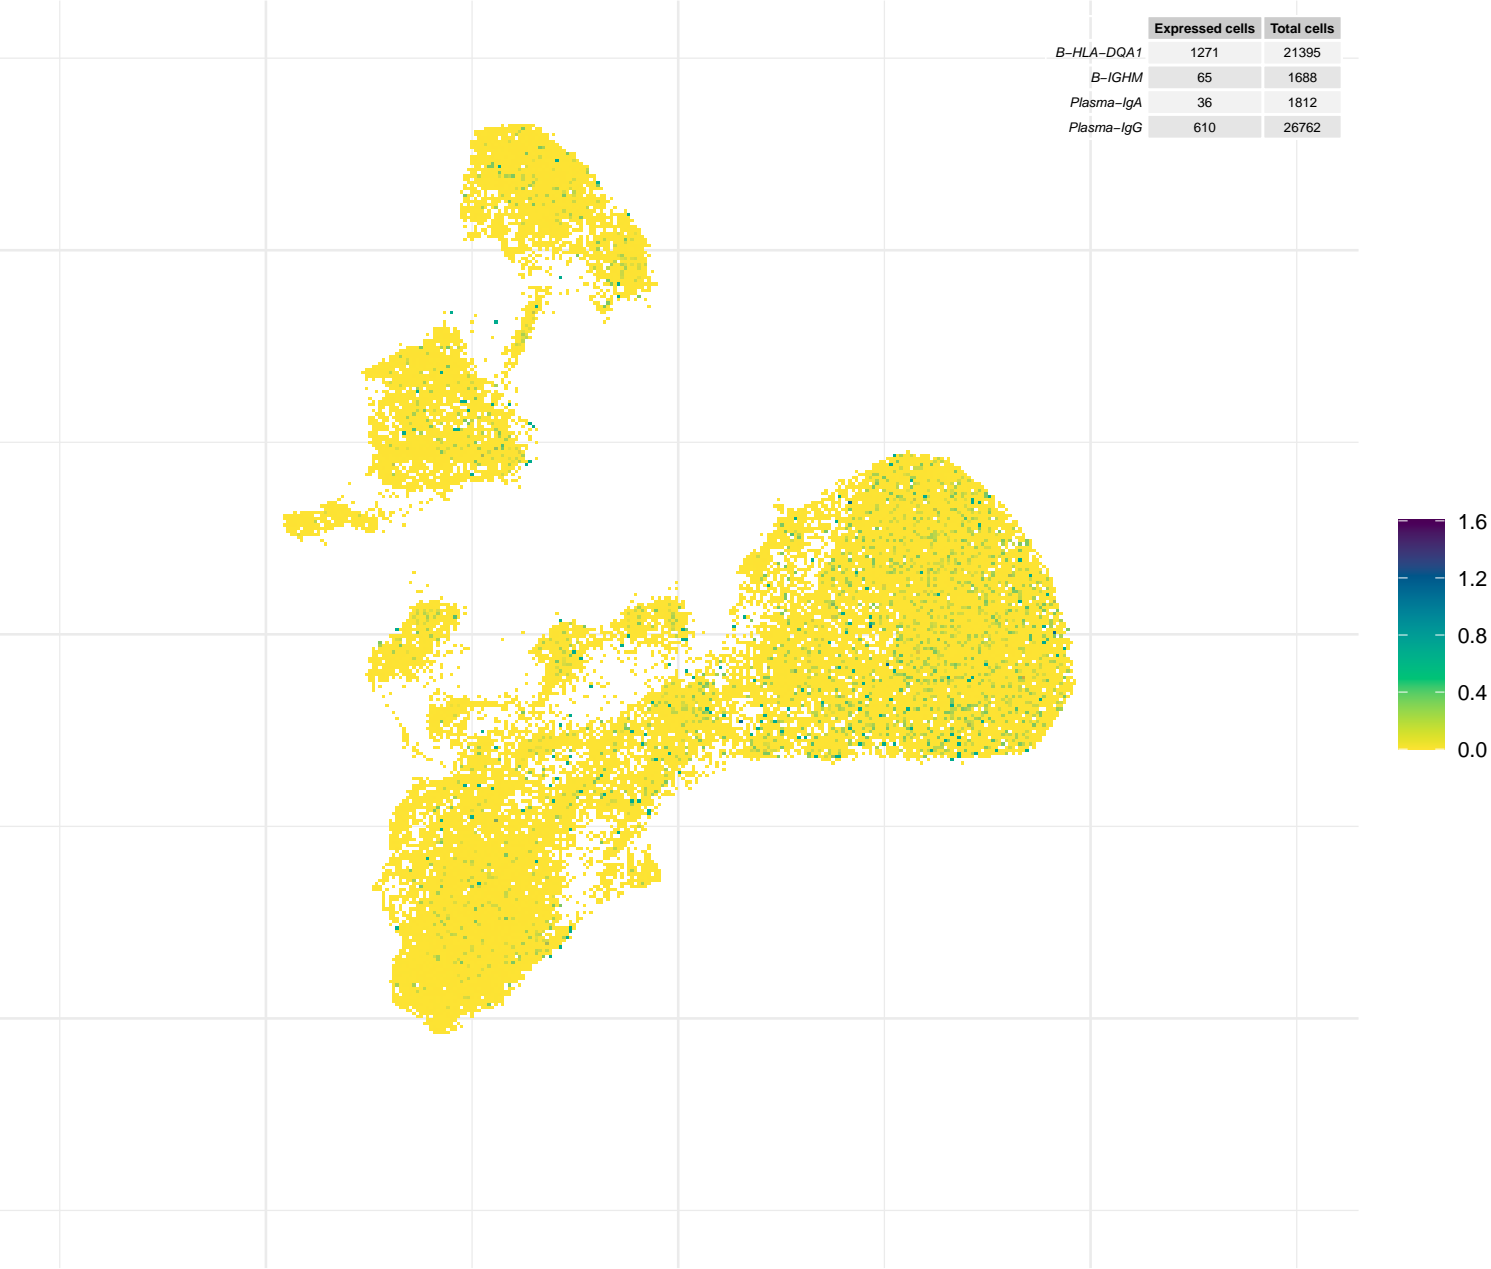 Expressed cells Total cells
B−HLA−DQA1 1271 21395
B−IGHM 65 1688
Plasma−IgA 36 1812
Plasma−IgG 610 26762
1.6
1.2
0.8
0.4
0.0